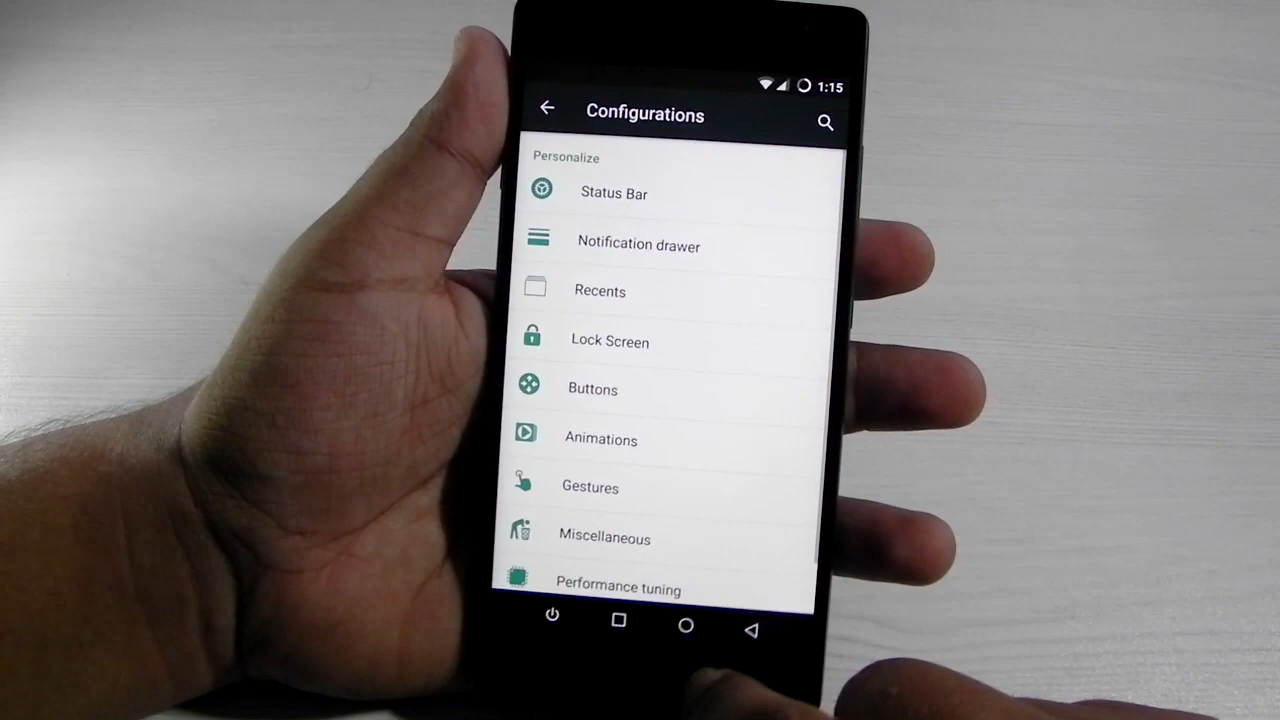 1:15
Configurations
Personalize
Status Bar
Notification drawer
Recents
Lock Screen
Buttons
Animations
Gestures
Miscellaneous
Performance tuning